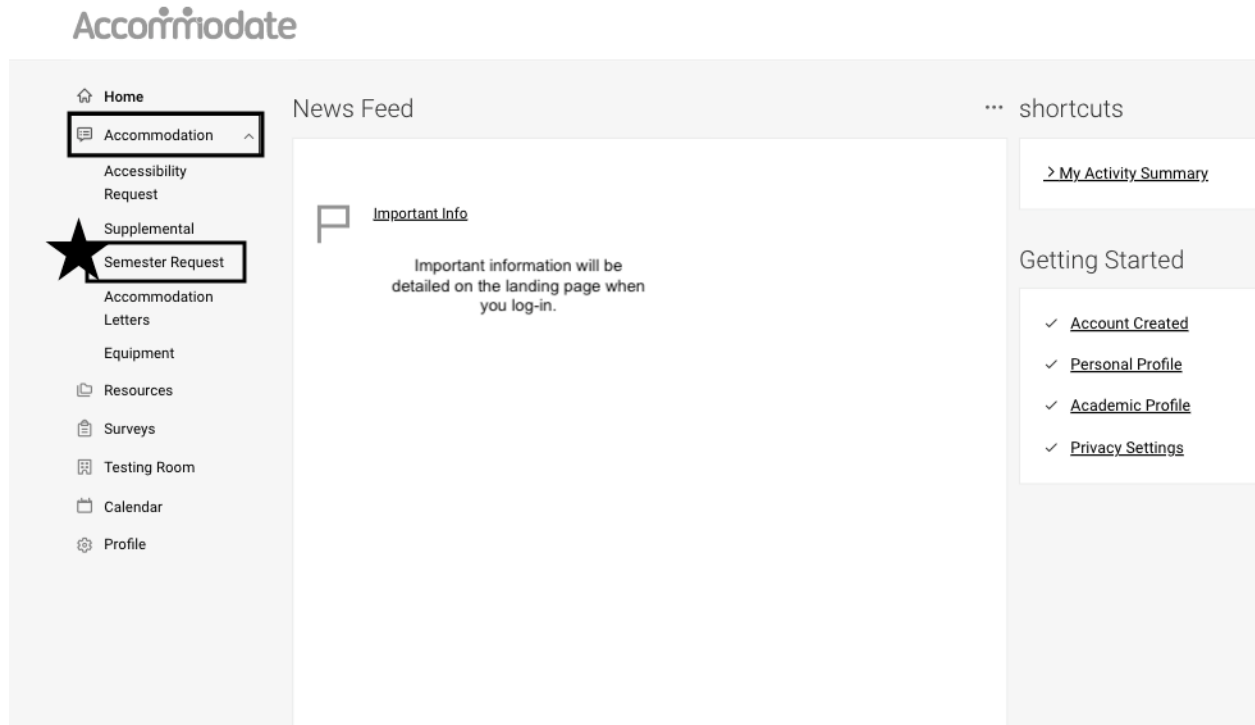 Accommodate
Home
Accommodation
Accessibility
Request
Supplemental
Semester Request
Accommodation
Letters
Equipment
Resources
Surveys
Testing Room
Calendar
Profile
News Feed
Important Info
Important information will be
detailed on the landing page when
you log-in.
shortcuts
> My Activity Summary
Getting Started
Account Created
Personal Profile
Academic Profile
Privacy Settings